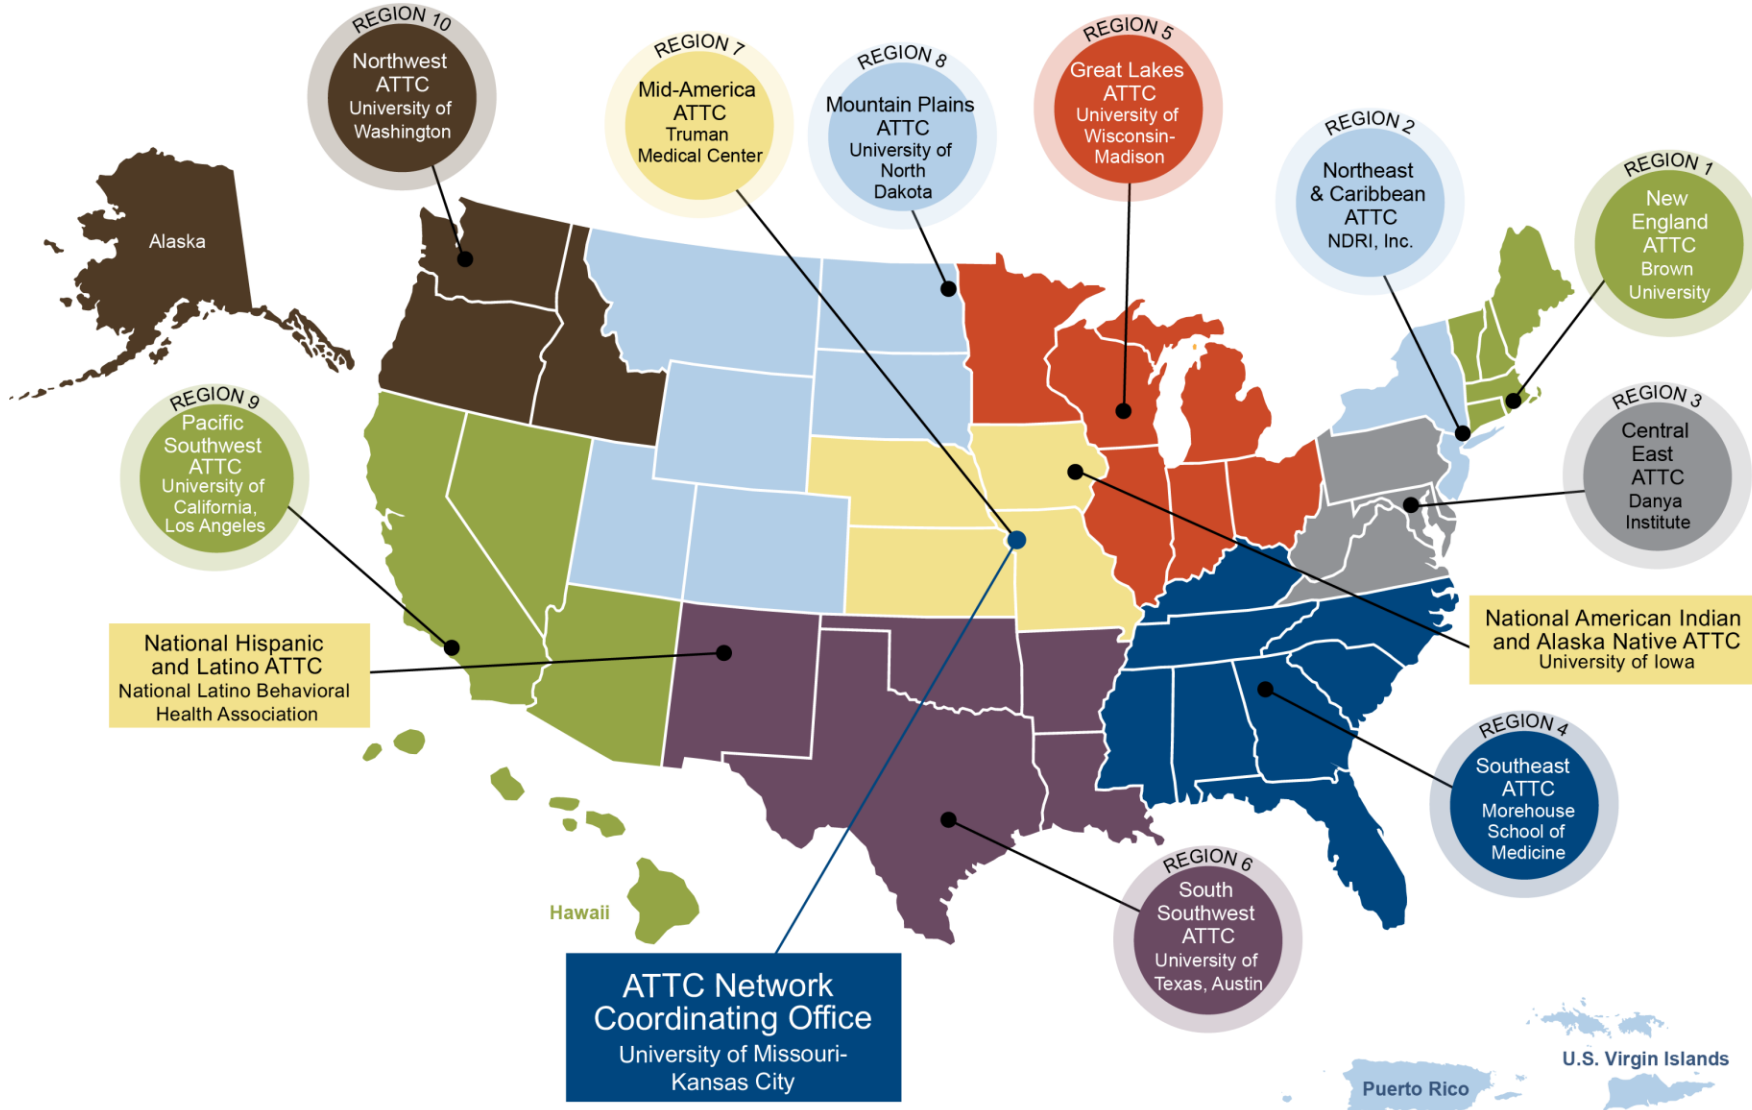 REGION 10
Northwest
ATTC
University of
Washington
REGION 7
Mid-America
ATTC
Truman
Medical Center
REGION 8
Mountain Plains
ATTC
University of
North
Dakota
REGION 5
Great Lakes
ATTC
University of
Wisconsin-
Madison
REGION 2
Northeast
& Caribbean
ATTC
NDRI, Inc.
REGION 1
New
England
ATTC
Brown
University
Alaska
REGION 9
Pacific
Southwest
ATTC
University of
California,
Los Angeles
REGION 3
Central
East
ATTC
Danya
Institute
National Hispanic
and Latino ATTC
National Latino Behavioral
Health Association
National American Indian
and Alaska Native ATTC
University of Iowa
REGION 4
Southeast
ATTC
Morehouse
School of
Medicine
REGION 6
South
Southwest
ATTC
University of
Texas, Austin
Hawaii
ATTC Network
Coordinating Office
University of Missouri-
Kansas City
U.S. Virgin Islands
Puerto Rico